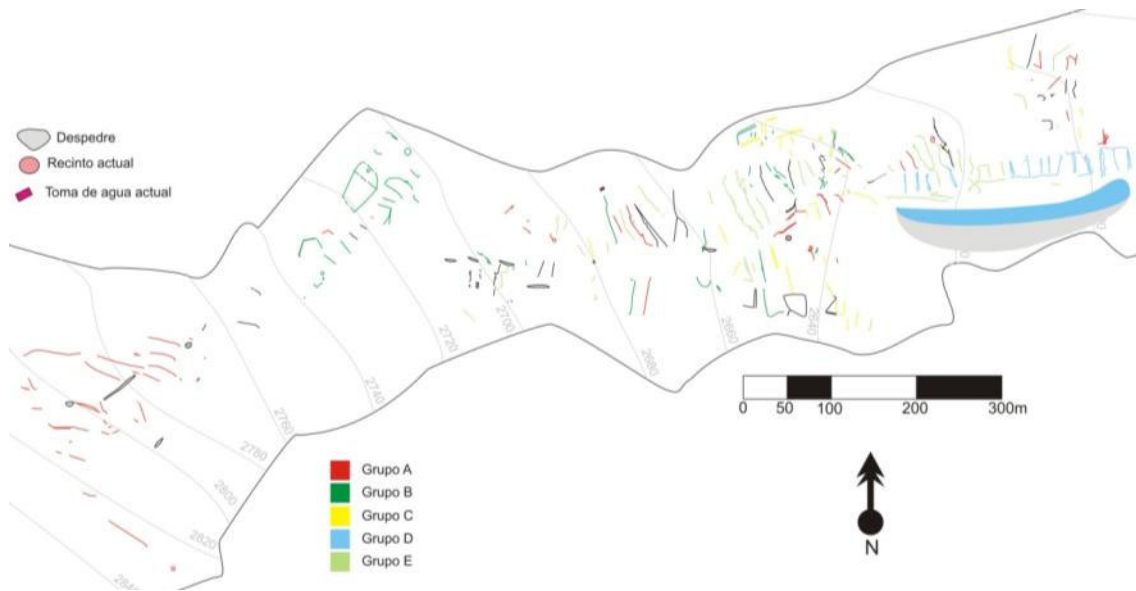 Despedre
Recinto actual
Toma de agua actual
2700
2720
2740
2760
2780
2800
2820
2680
2660
2640
0 50 100 200 300m
Grupo A
Grupo B
Grupo C
Grupo D
Grupo E
N